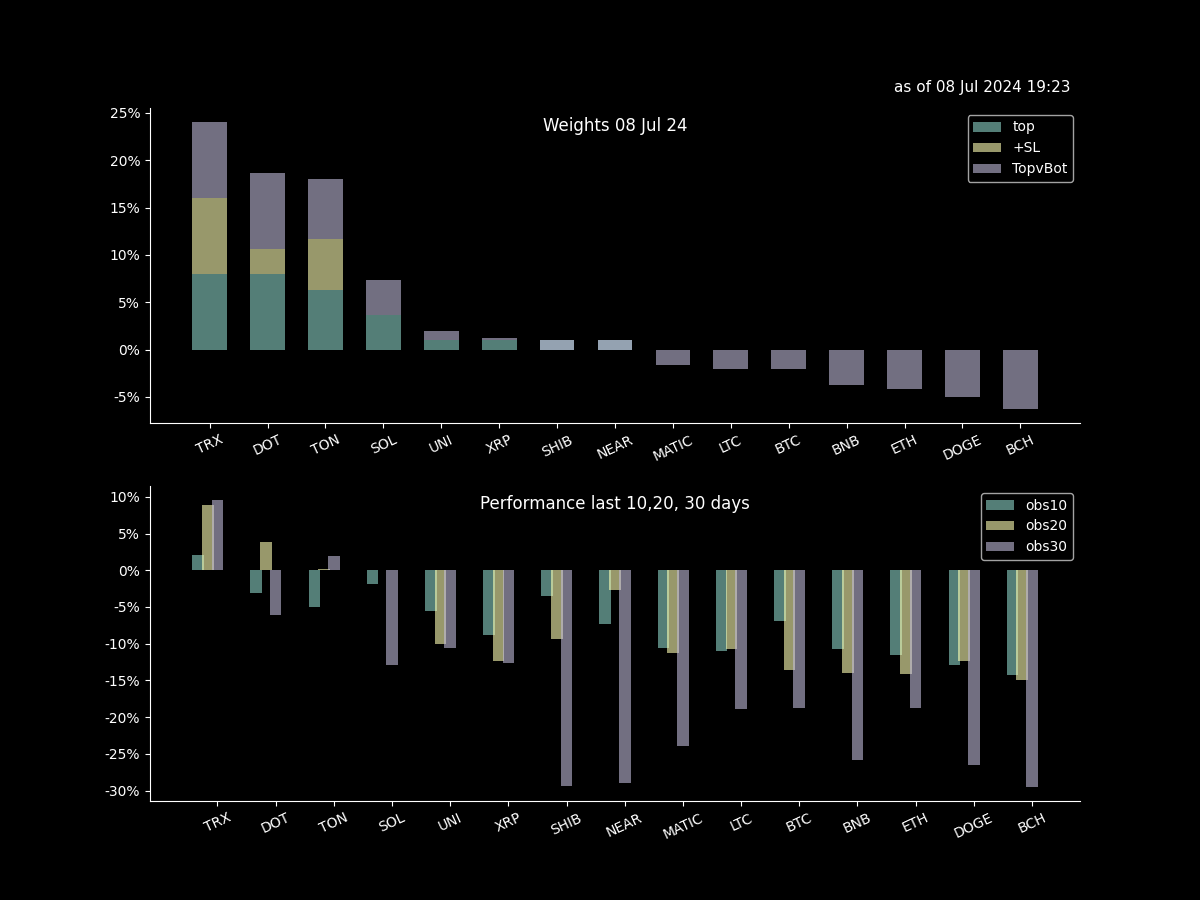 as of 08 Jul 2024 19:23
Weights 08 Jul 24
top
+SL
TopvBot
25%
20%
15%
10%
5%
0%
-5%
TRX DOT TON SOL UNI XRP SHIB NEAR MATIC LTC BTC BNB ETH DOGE BCH
Performance last 10,20, 30 days
obs10
obs20
obs30
10%
5%
0%
-5%
-10%
-15%
-20%
-25%
-30%
TRX DOT TON SOL UNI XRP SHIB NEAR MATIC LTC BTC BNB ETH DOGE BCH